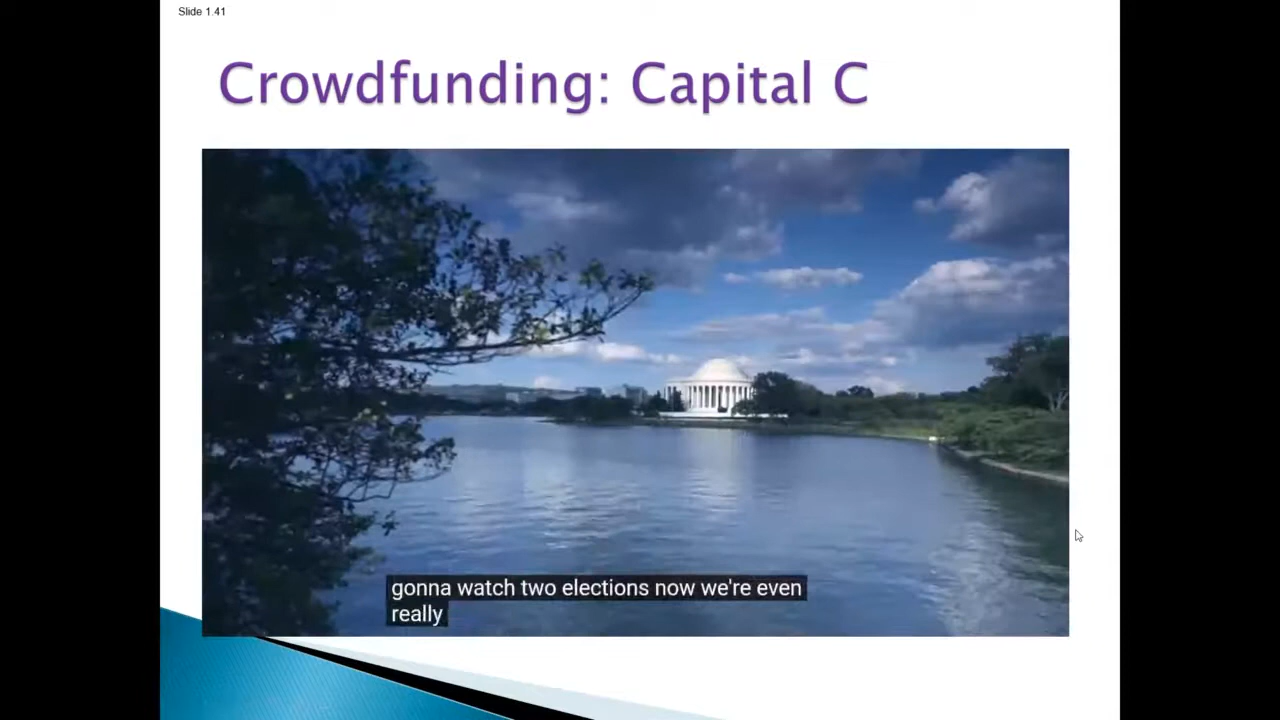 Slide 1.41
Crowdfunding: Capital C
gonna watch two elections now we're even
really